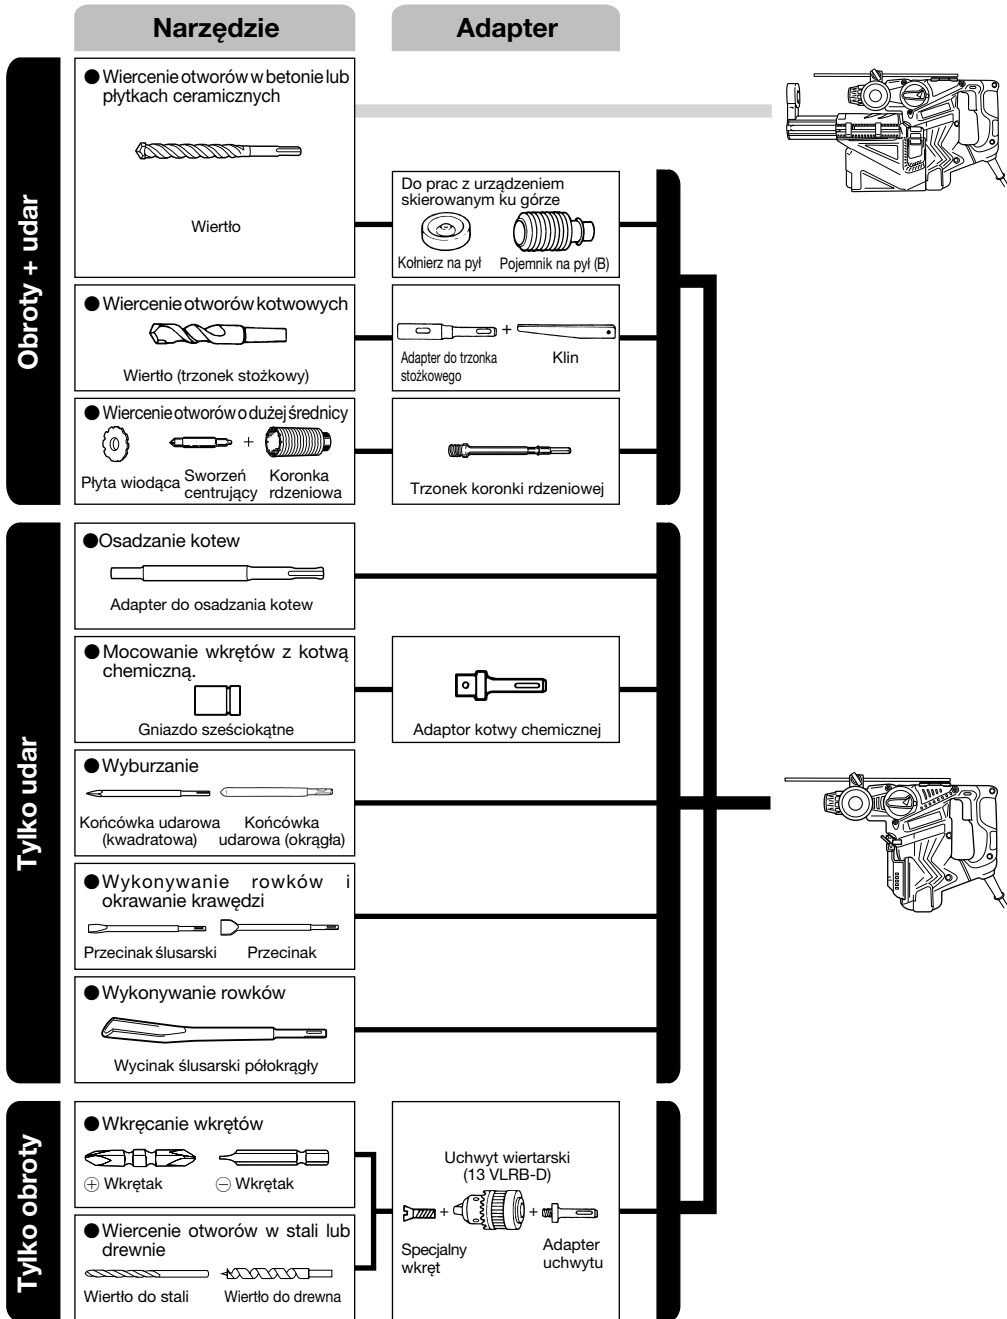 Narzędzie
Adapter
Obroty + udar
● Wiercenie otworów w betonie lub
płytkach ceramicznych
Wiertło
Do prac z urządzeniem
skierowanym ku górze
Kołnierz na pył
Pojemnik na pył (B)
● Wiercenie otworów kotwowych
Wiertło (trzonek stożkowy)
+
Adapter do trzonka
stożkowego
Klin
● Wiercenie otworów o dużej średnicy
+
Płyta wiodąca
Sworzeń
centrujący
Koronka
rdzeniowa
Trzonek koronki rdzeniowej
Tylko udar
● Osadzanie kotew
Adapter do osadzania kotew
● Mocowanie wkrętów z kotwą
chemiczną.
Gniazdo sześciokątne
Adaptor kotwy chemicznej
● Wyburzanie
Końcówka udarowa
(kwadratowa)
Końcówka
udarowa (okrągła)
● Wykonywanie rowków i
okrawanie krawędzi
Przecinak ślusarski
Przecinak
● Wykonywanie rowków
Wycinak ślusarski półokrągły
Tylko obroty
● Wkręcanie wkrętów
⊕ Wkrętak
⊖ Wkrętak
● Wiercenie otworów w stali lub
drewnie
Wiertło do stali
Wiertło do drewna
Uchwyt wiertarski
(13 VLRB-D)
+
+
Specjalny
wkręt
Adapter
uchwytu